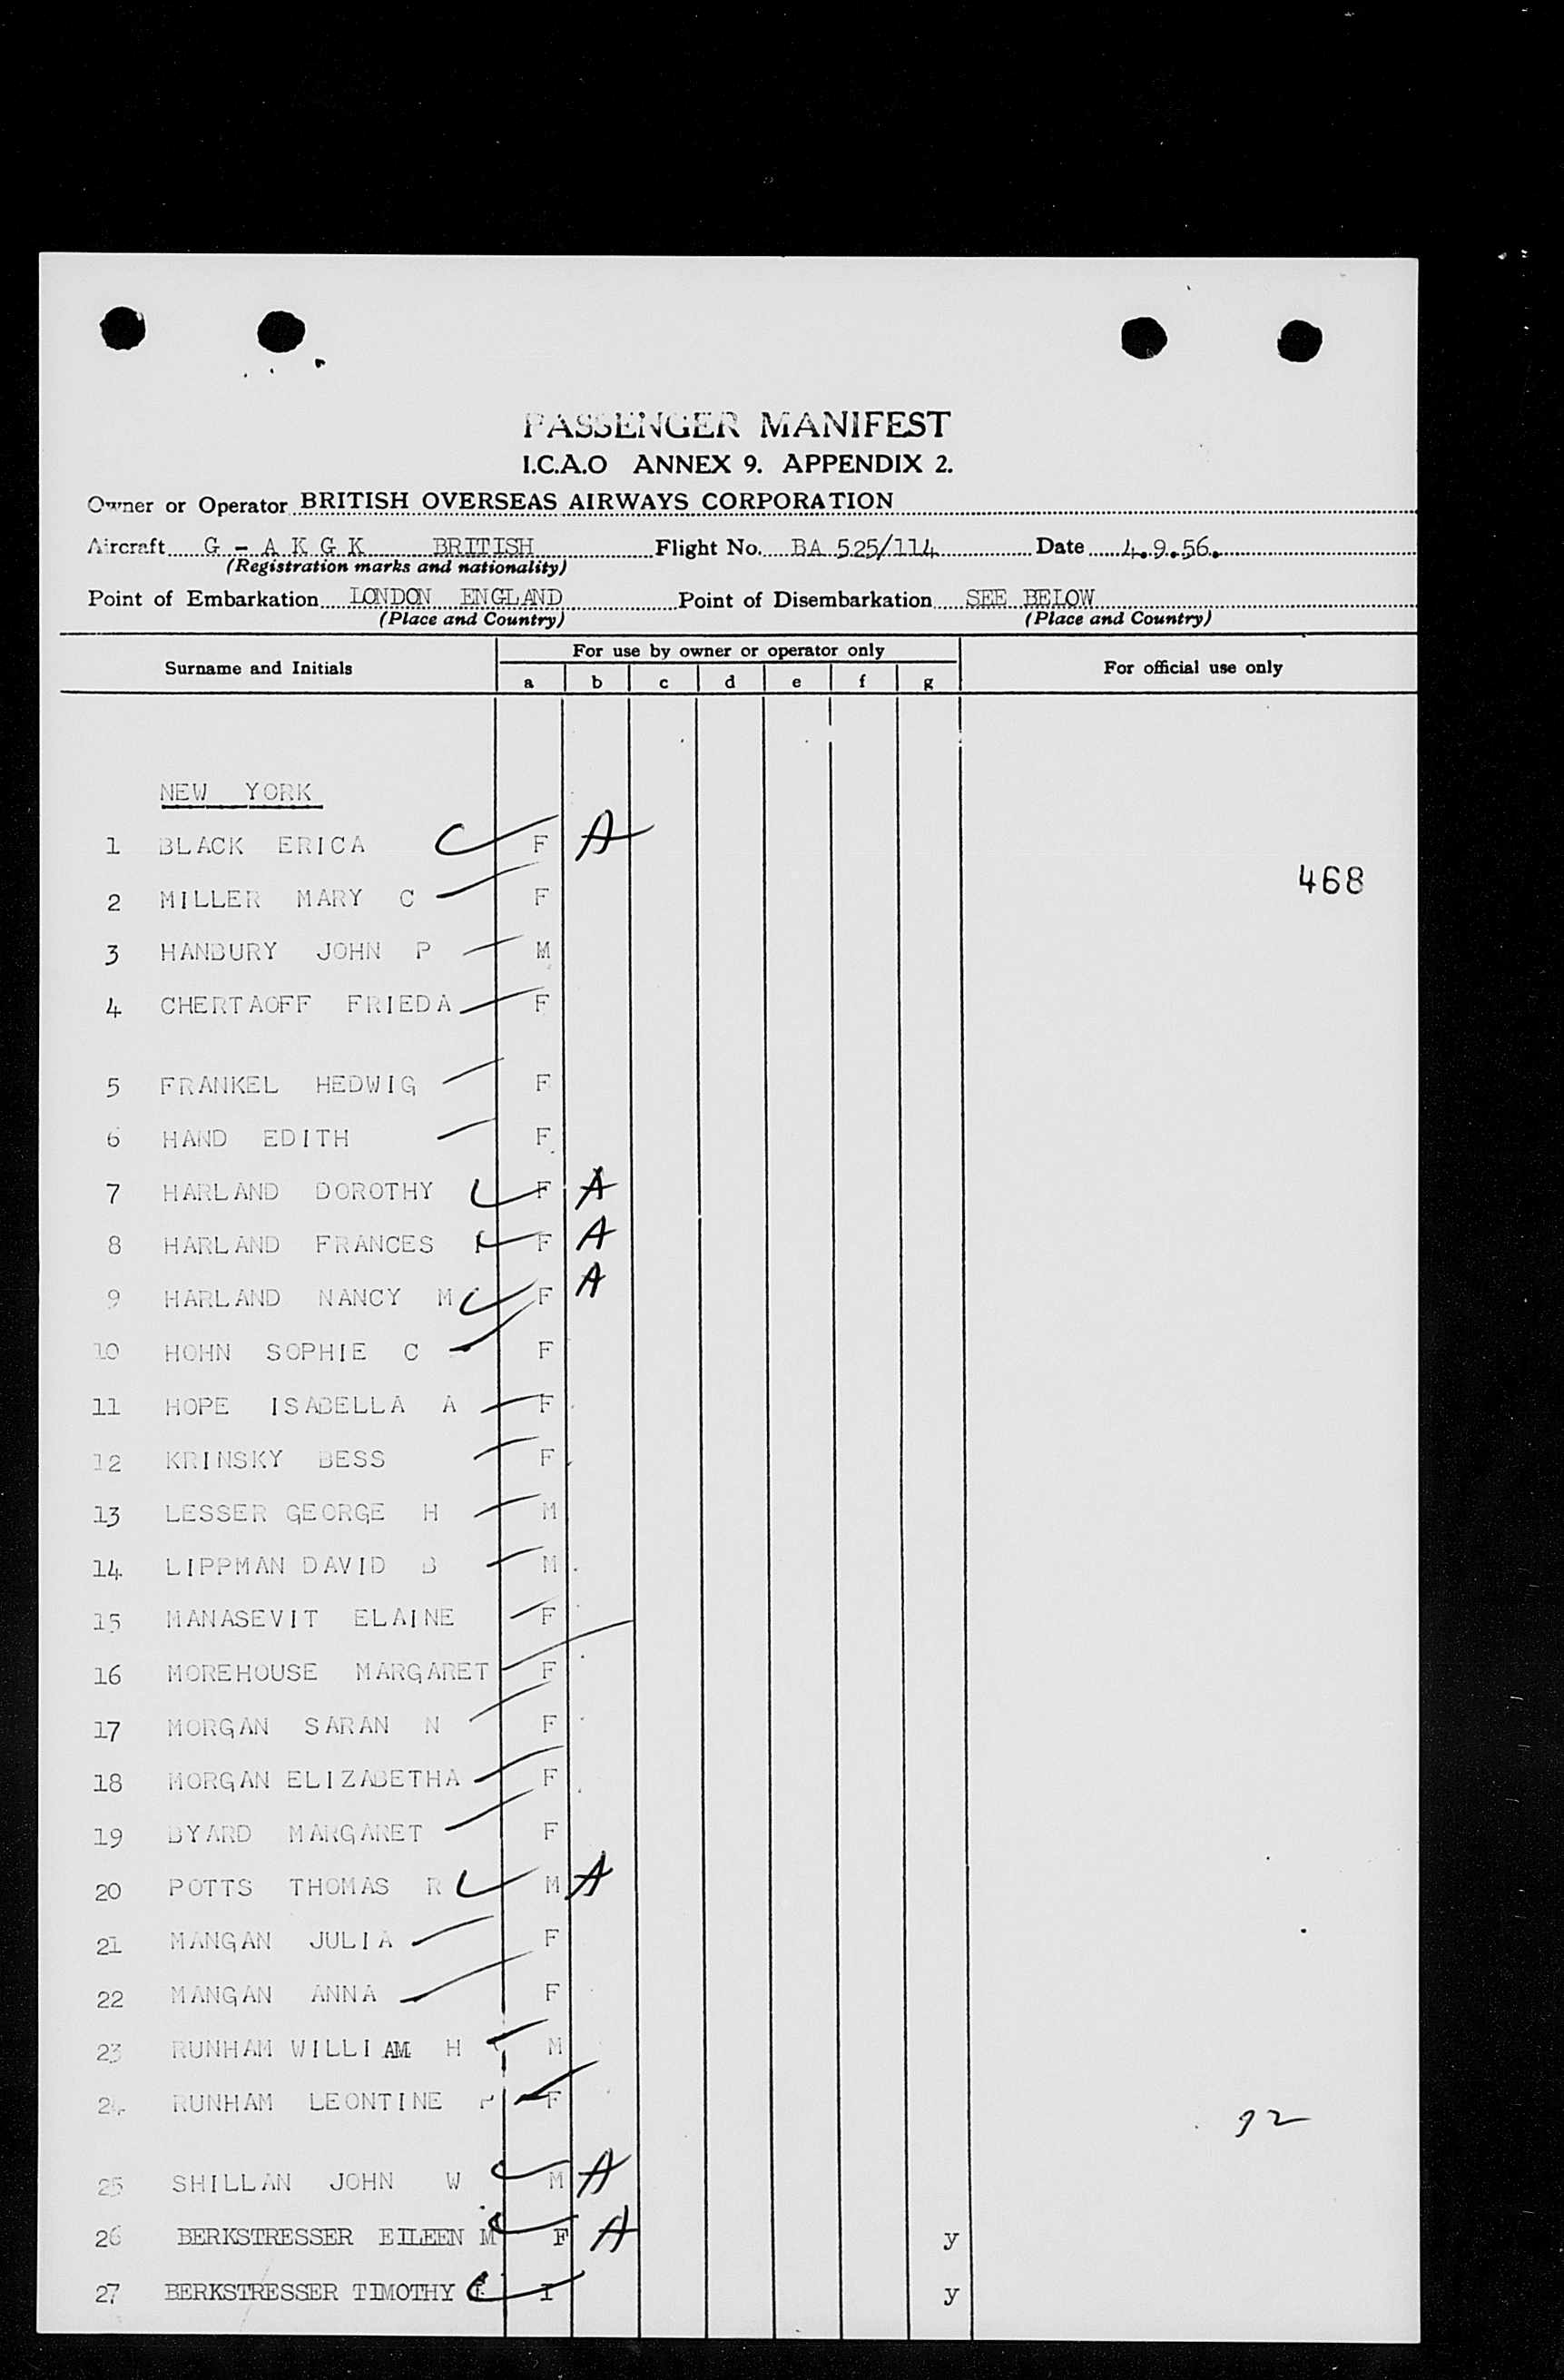 PASSENGER MANIFEST
I.C.A.O ANNEX 9. APPENDIX 2.
Owner or Operator BRITISH OVERSEAS AIRWAYS CORPORATION
Aircraft G - A K G K BRITISH Flight No. BA 525/114 Date 4.9.56.
(Registration marks and nationality)
Point of Embarkation LONDON ENGLAND Point of Disembarkation SEE BELOW
(Place and Country) (Place and Country)
Surname and Initials For use by owner or operator only For official use only
a b c d e f g
NEW YORK
1 BLACK ERICA F A
468
2 MILLER MARY C F
3 HANBURY JOHN P M
4 CHERTAOFF FRIEDA F
5 FRANKEL HEDWIG F
6 HAND EDITH F
7 HARLAND DOROTHY F A
8 HARLAND FRANCES F A
9 HARLAND NANCY M F A
10 HOHN SOPHIE C F
11 HOPE ISABELLA A F
12 KRINSKY BESS F
13 LESSER GEORGE H M
14 LIPPMAN DAVID B M
15 MANASEVIT ELAINE F
16 MOREHOUSE MARGARET F
17 MORGAN SARAN N F
18 MORGAN ELIZABETHA F
19 BYARD MARGARET F
20 POTTS THOMAS R M A
21 MANGAN JULIA F
22 MANGAN ANNA F
23 RUNHAM WILLIAM H M
24 RUNHAM LEONTINE F
25 SHILLAN JOHN W M A
26 BERKSTRESSER EILEEN M F A y
27 BERKSTRESSER TIMOTHY I y